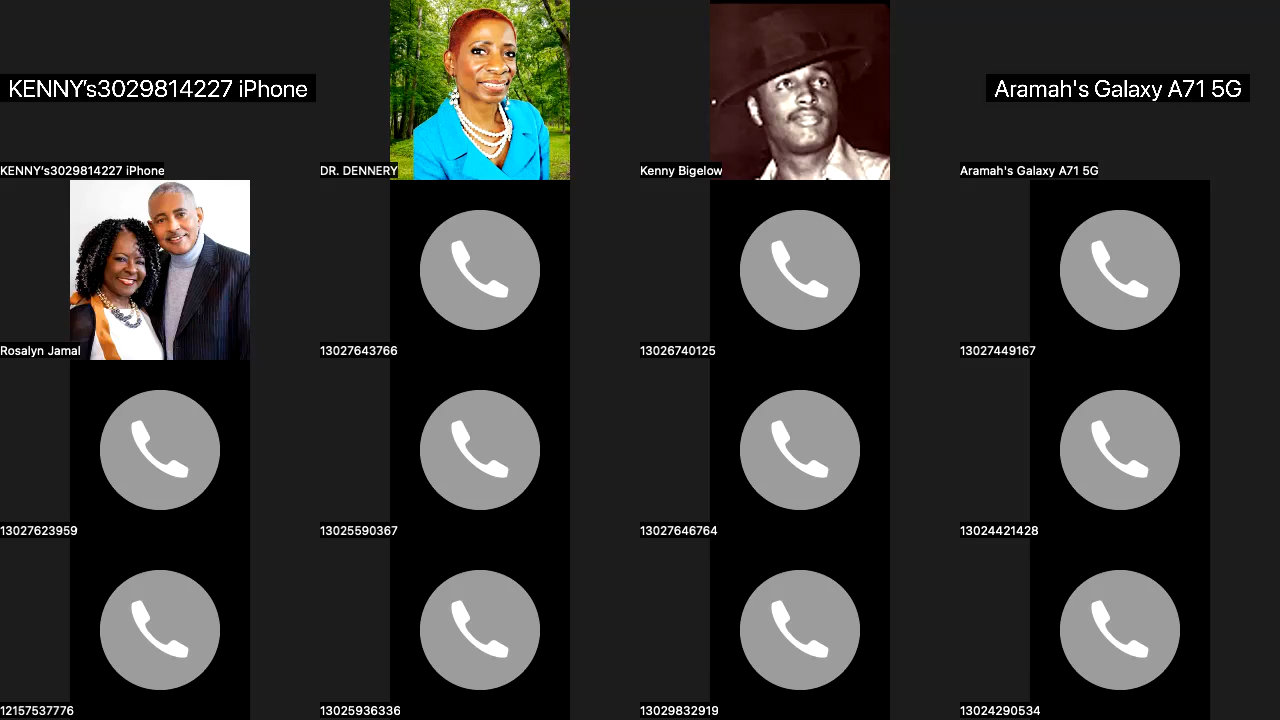 KENNY's3029814227 iPhone
Aramah's Galaxy A71 5G
KENNY's3029814227 iPhone
DR. DENNERY
Kenny Bigelow
Aramah's Galaxy A71 5G
Rosalyn Jamal
13027643766
13026740125
13027449167
13027623959
13025590367
13027646764
13024421428
12157537776
13025936336
13029832919
13024290534